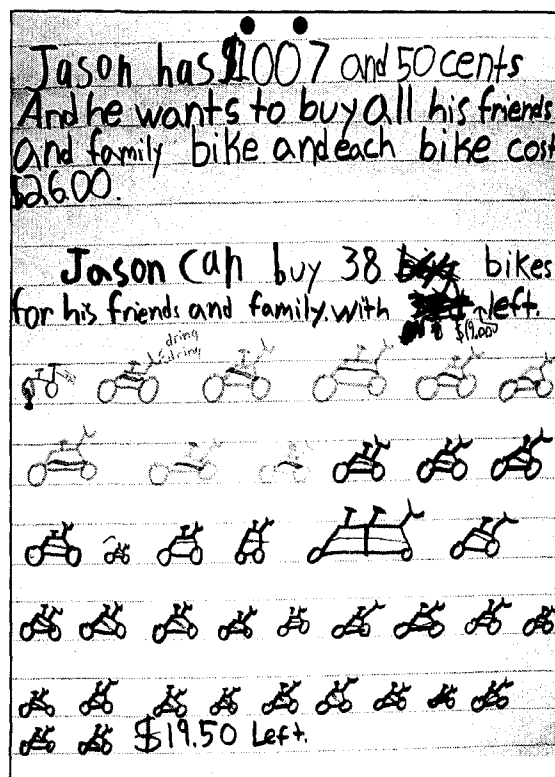 Jason has $1007 and 50 cents
And he wants to buy all his friends
and family bike and each bike cost
$26.00.
Jason can buy 38 bikes
for his friends and family. with left.
dring
dring
$19.50 Left.